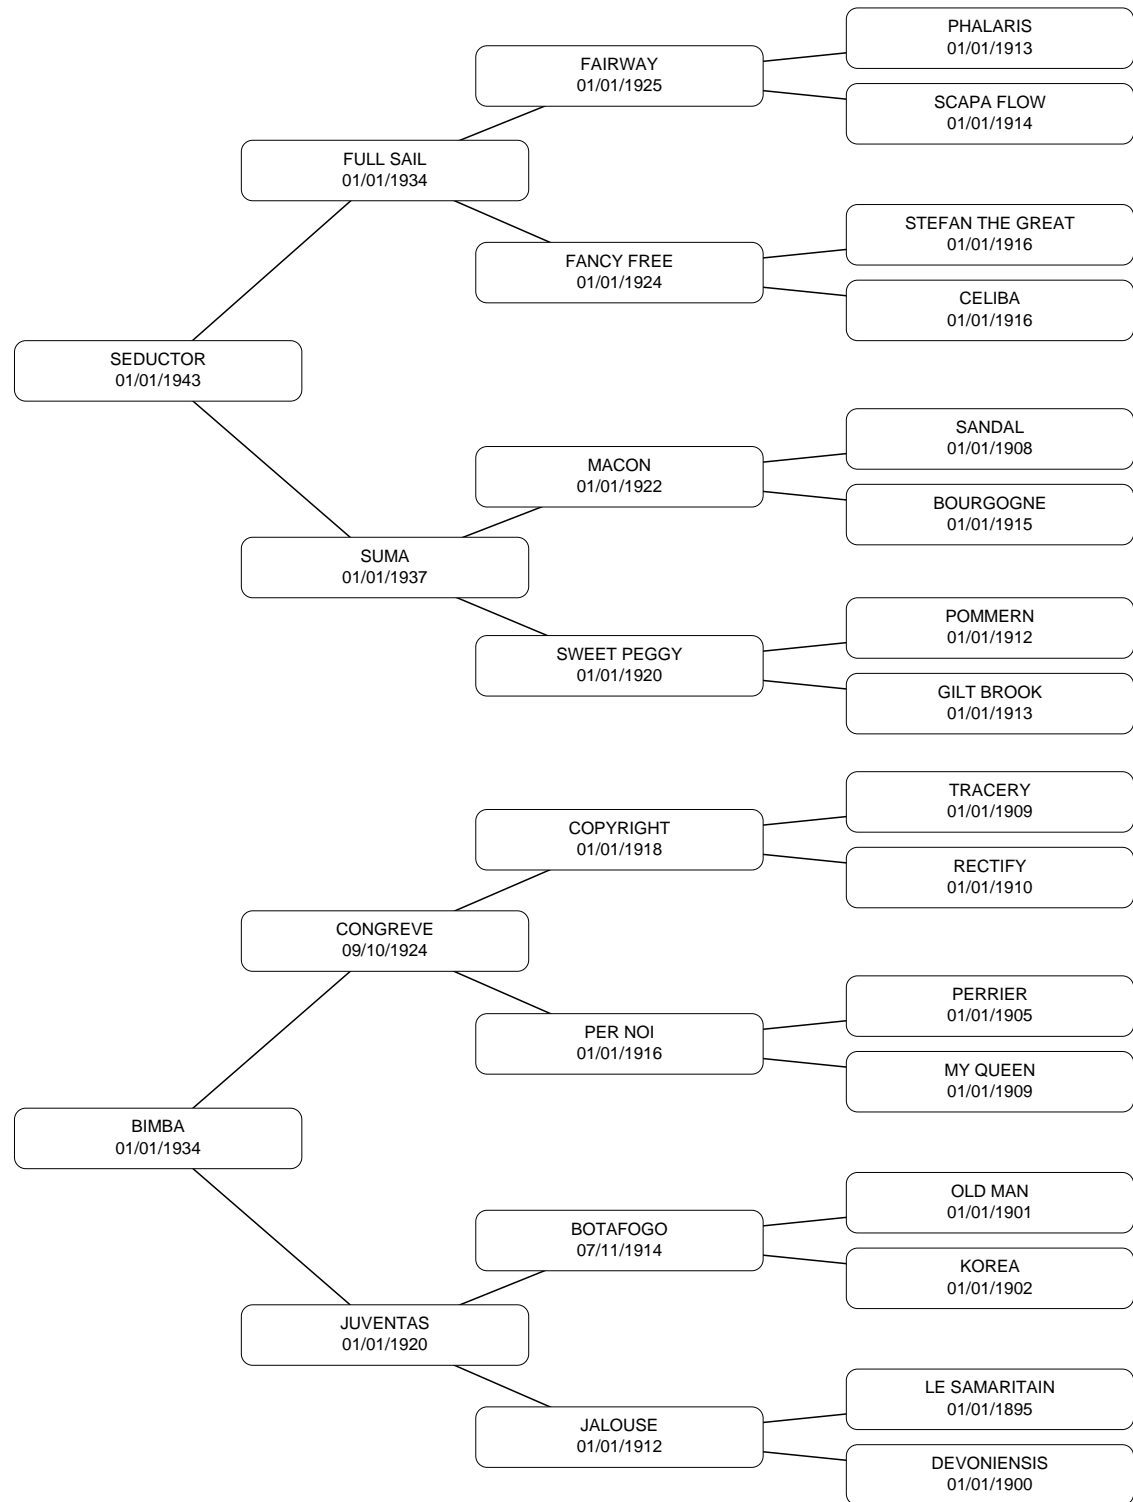 PHALARIS
01/01/1913
FAIRWAY
01/01/1925
SCAPA FLOW
01/01/1914
FULL SAIL
01/01/1934
STEFAN THE GREAT
01/01/1916
FANCY FREE
01/01/1924
CELIBA
01/01/1916
SEDUCTOR
01/01/1943
SANDAL
01/01/1908
MACON
01/01/1922
BOURGOGNE
01/01/1915
SUMA
01/01/1937
POMMERN
01/01/1912
SWEET PEGGY
01/01/1920
GILT BROOK
01/01/1913
TRACERY
01/01/1909
COPYRIGHT
01/01/1918
RECTIFY
01/01/1910
CONGREVE
09/10/1924
PERRIER
01/01/1905
PER NOI
01/01/1916
MY QUEEN
01/01/1909
BIMBA
01/01/1934
OLD MAN
01/01/1901
BOTAFOGO
07/11/1914
KOREA
01/01/1902
JUVENTAS
01/01/1920
LE SAMARITAIN
01/01/1895
JALOUSE
01/01/1912
DEVONIENSIS
01/01/1900